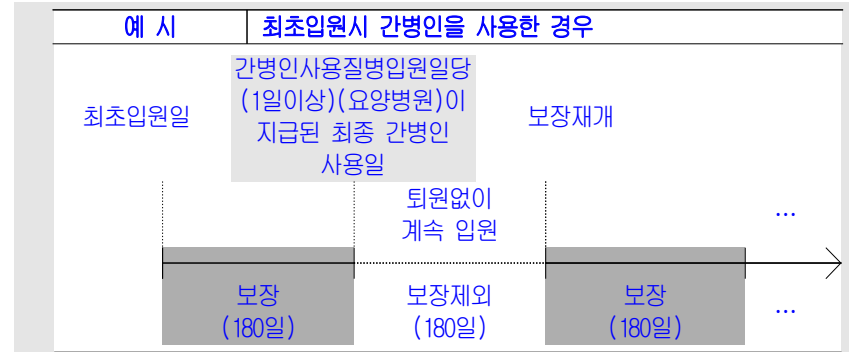 예 시 최초입원시 간병인을 사용한 경우
간병인사용질병입원일당
(1일이상)(요양병원)이
지급된 최종 간병인
사용일
최초입원일
보장재개
퇴원없이
계속 입원
...
보장
(180일)
보장제외
(180일)
보장
(180일)
...